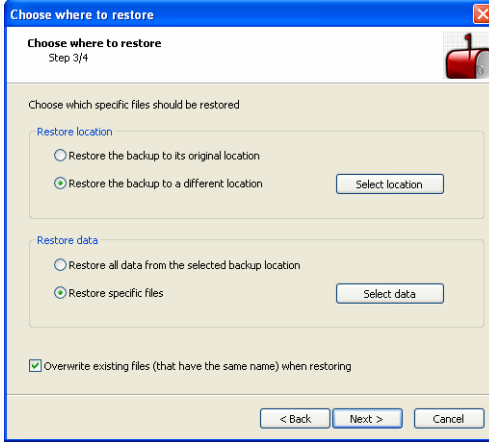 Choose where to restore
Choose where to restore
Step 3/4
Choose which specific files should be restored
Restore location
Restore the backup to its original location
Restore the backup to a different location
Select location
Restore data
Restore all data from the selected backup location
Restore specific files
Select data
Overwrite existing files (that have the same name) when restoring
< Back
Next >
Cancel